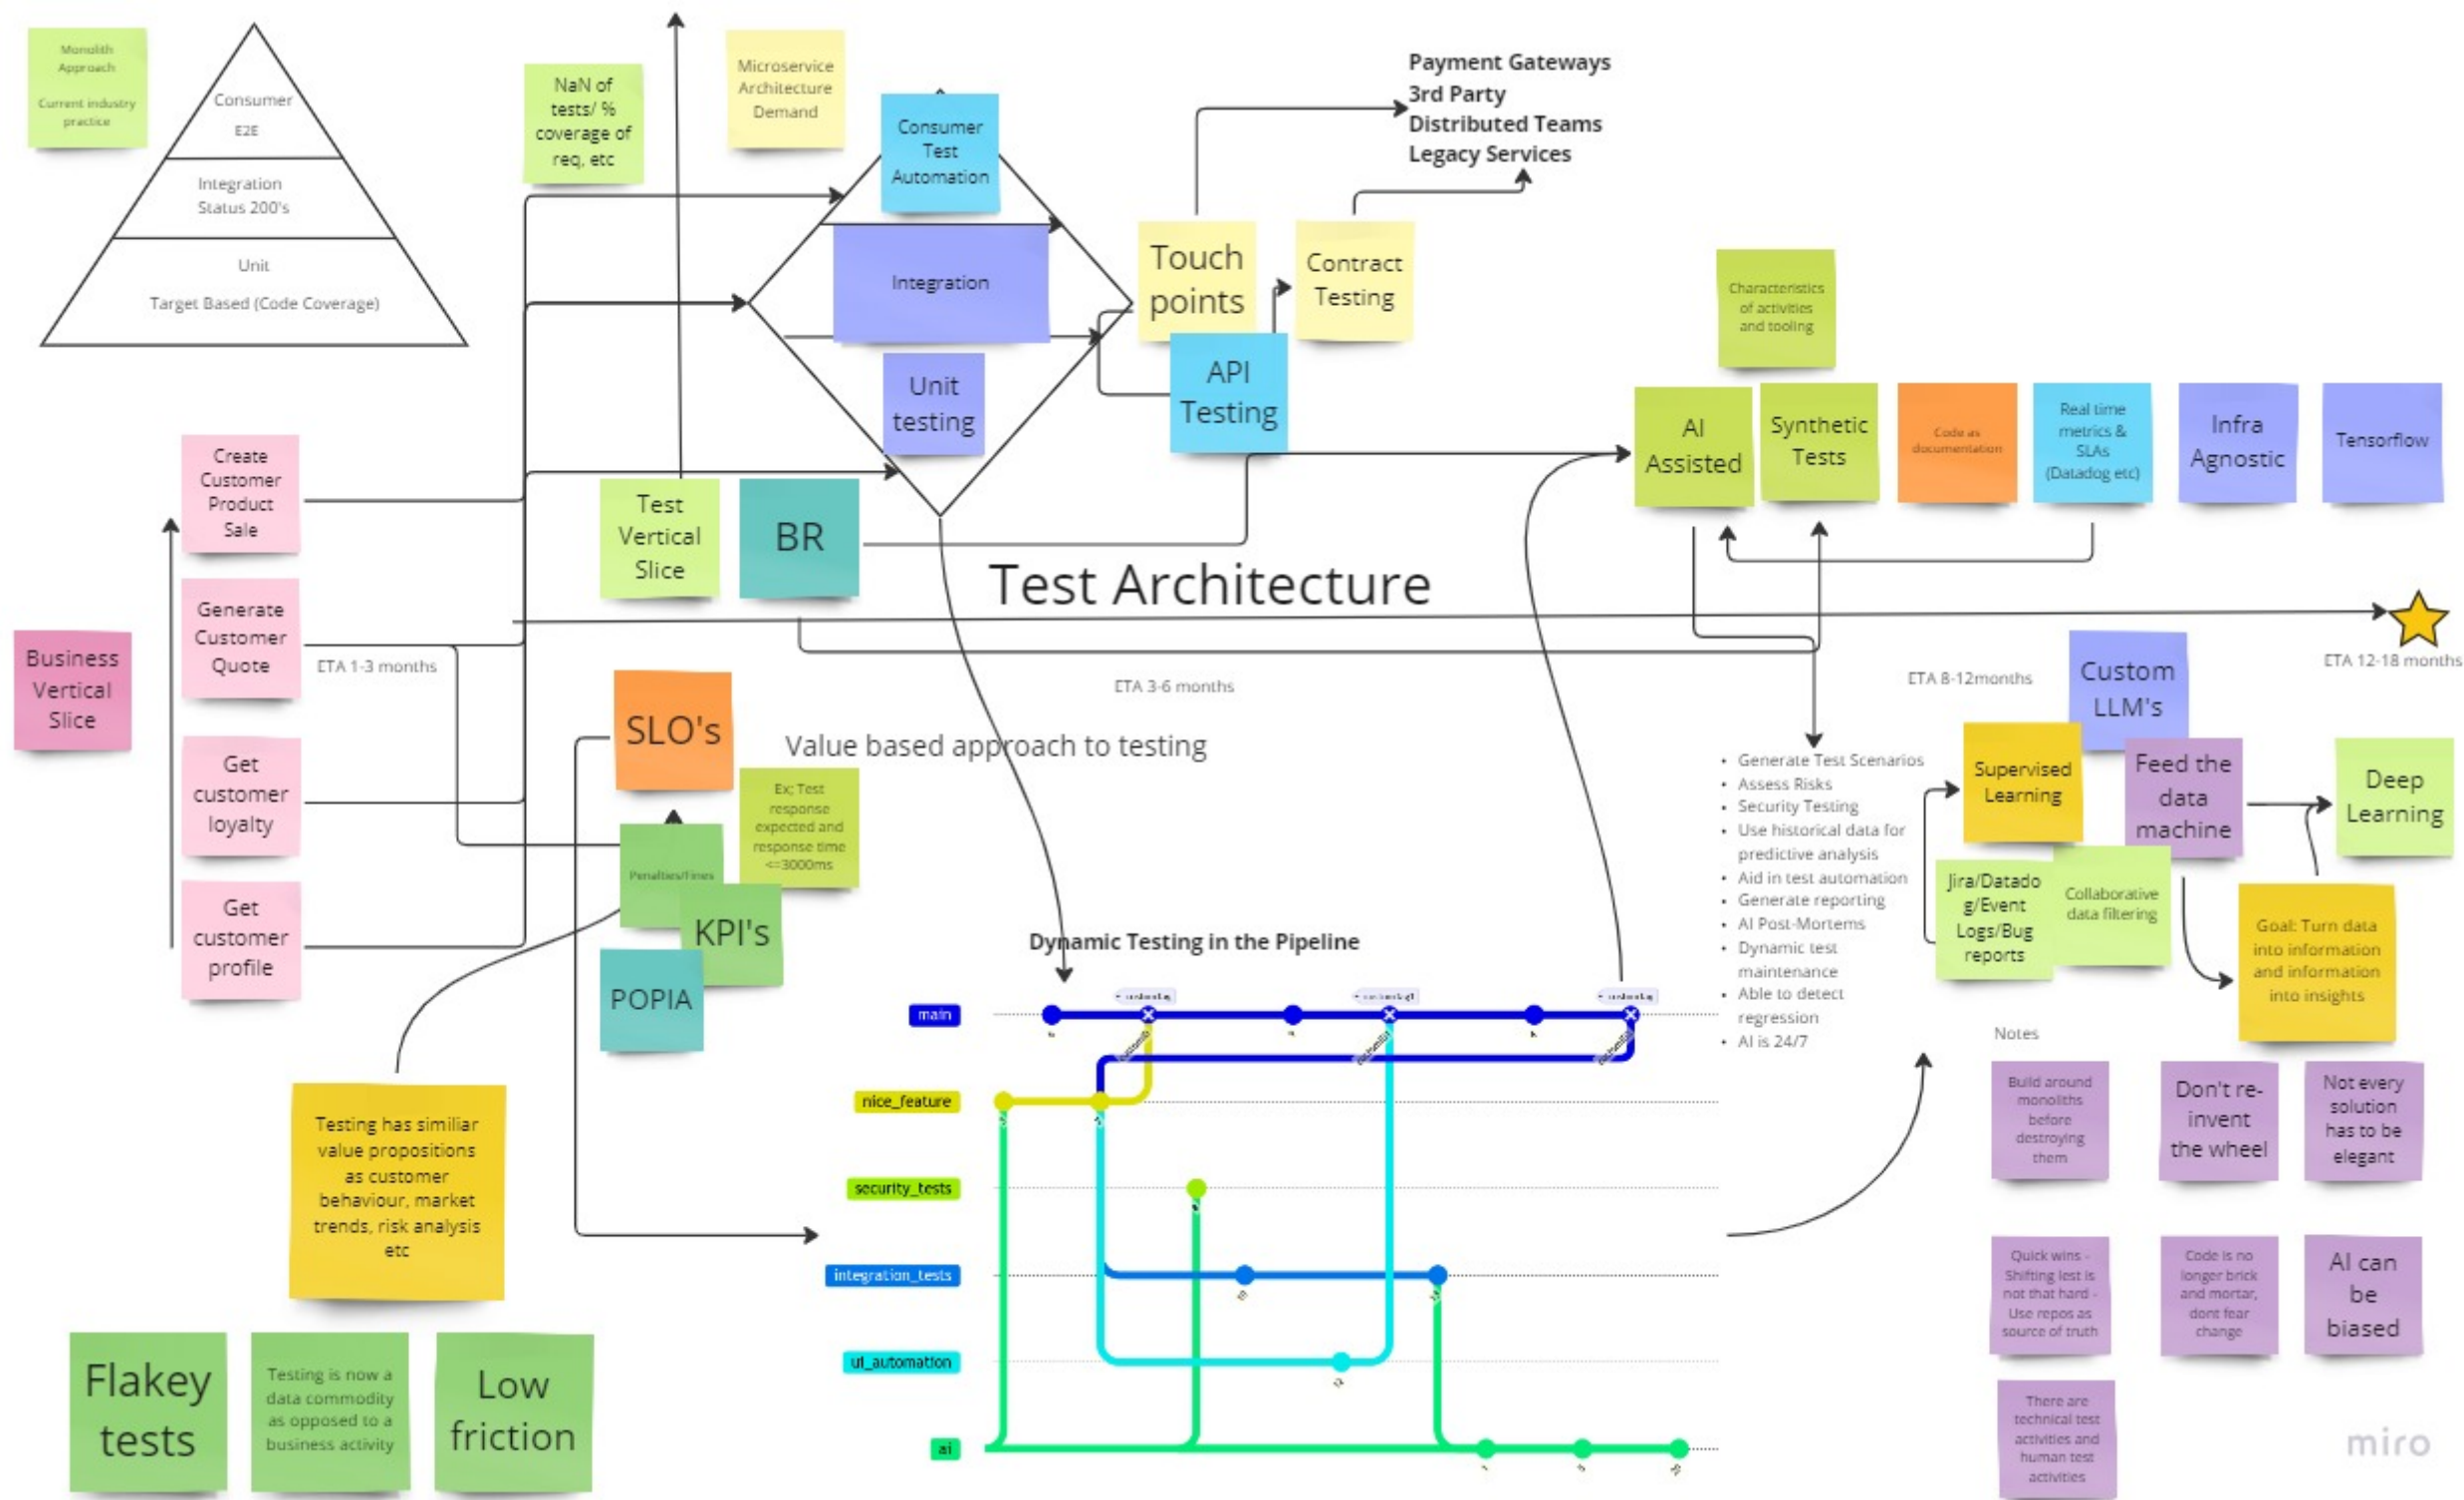 Monolith
Approach
Current industry
practice
Consumer
E2E
Integration
Status 200's
Unit
Target Based (Code Coverage)
NaN of
tests/ %
coverage of
req, etc
Microservice
Architecture
Demand
Consumer
Test
Automation
Integration
Unit
testing
Payment Gateways
3rd Party
Distributed Teams
Legacy Services
Touch
points
Contract
Testing
API
Testing
Characteristics
of activities
and tooling
AI
Assisted
Synthetic
Tests
Code as
documentation
Real time
metrics &
SLAs
(Datadog etc)
Infra
Agnostic
Tensorflow
Create
Customer
Product
Sale
Generate
Customer
Quote
Get
customer
loyalty
Get
customer
profile
Business
Vertical
Slice
Test
Vertical
Slice
BR
Test Architecture
ETA 1-3 months
ETA 3-6 months
ETA 8-12months
ETA 12-18 months
SLO's
Value based approach to testing
Ex; Test
response
expected and
response time
<=3000ms
Penalties/Fines
KPI's
POPIA
Custom
LLM's
Supervised
Learning
Feed the
data
machine
Deep
Learning
Jira/Datado
g/Event
Logs/Bug
reports
Collaborative
data filtering
Goal: Turn data
into information
and information
into insights
• Generate Test Scenarios
• Assess Risks
• Security Testing
• Use historical data for
predictive analysis
• Aid in test automation
• Generate reporting
• AI Post-Mortems
• Dynamic test
maintenance
• Able to detect
regression
• AI is 24/7
Dynamic Testing in the Pipeline
main
nice_feature
security_tests
integration_tests
ui_automation
ai
Testing has similiar
value propositions
as customer
behaviour, market
trends, risk analysis
etc
Flakey
tests
Testing is now a
data commodity
as opposed to a
business activity
Low
friction
Notes
Build around
monoliths
before
destroying
them
Don't re-
invent
the wheel
Not every
solution
has to be
elegant
Quick wins -
Shifting lest is
not that hard -
Use repos as
source of truth
Code is no
longer brick
and mortar,
dont fear
change
AI can
be
biased
There are
technical test
activities and
human test
activities
miro